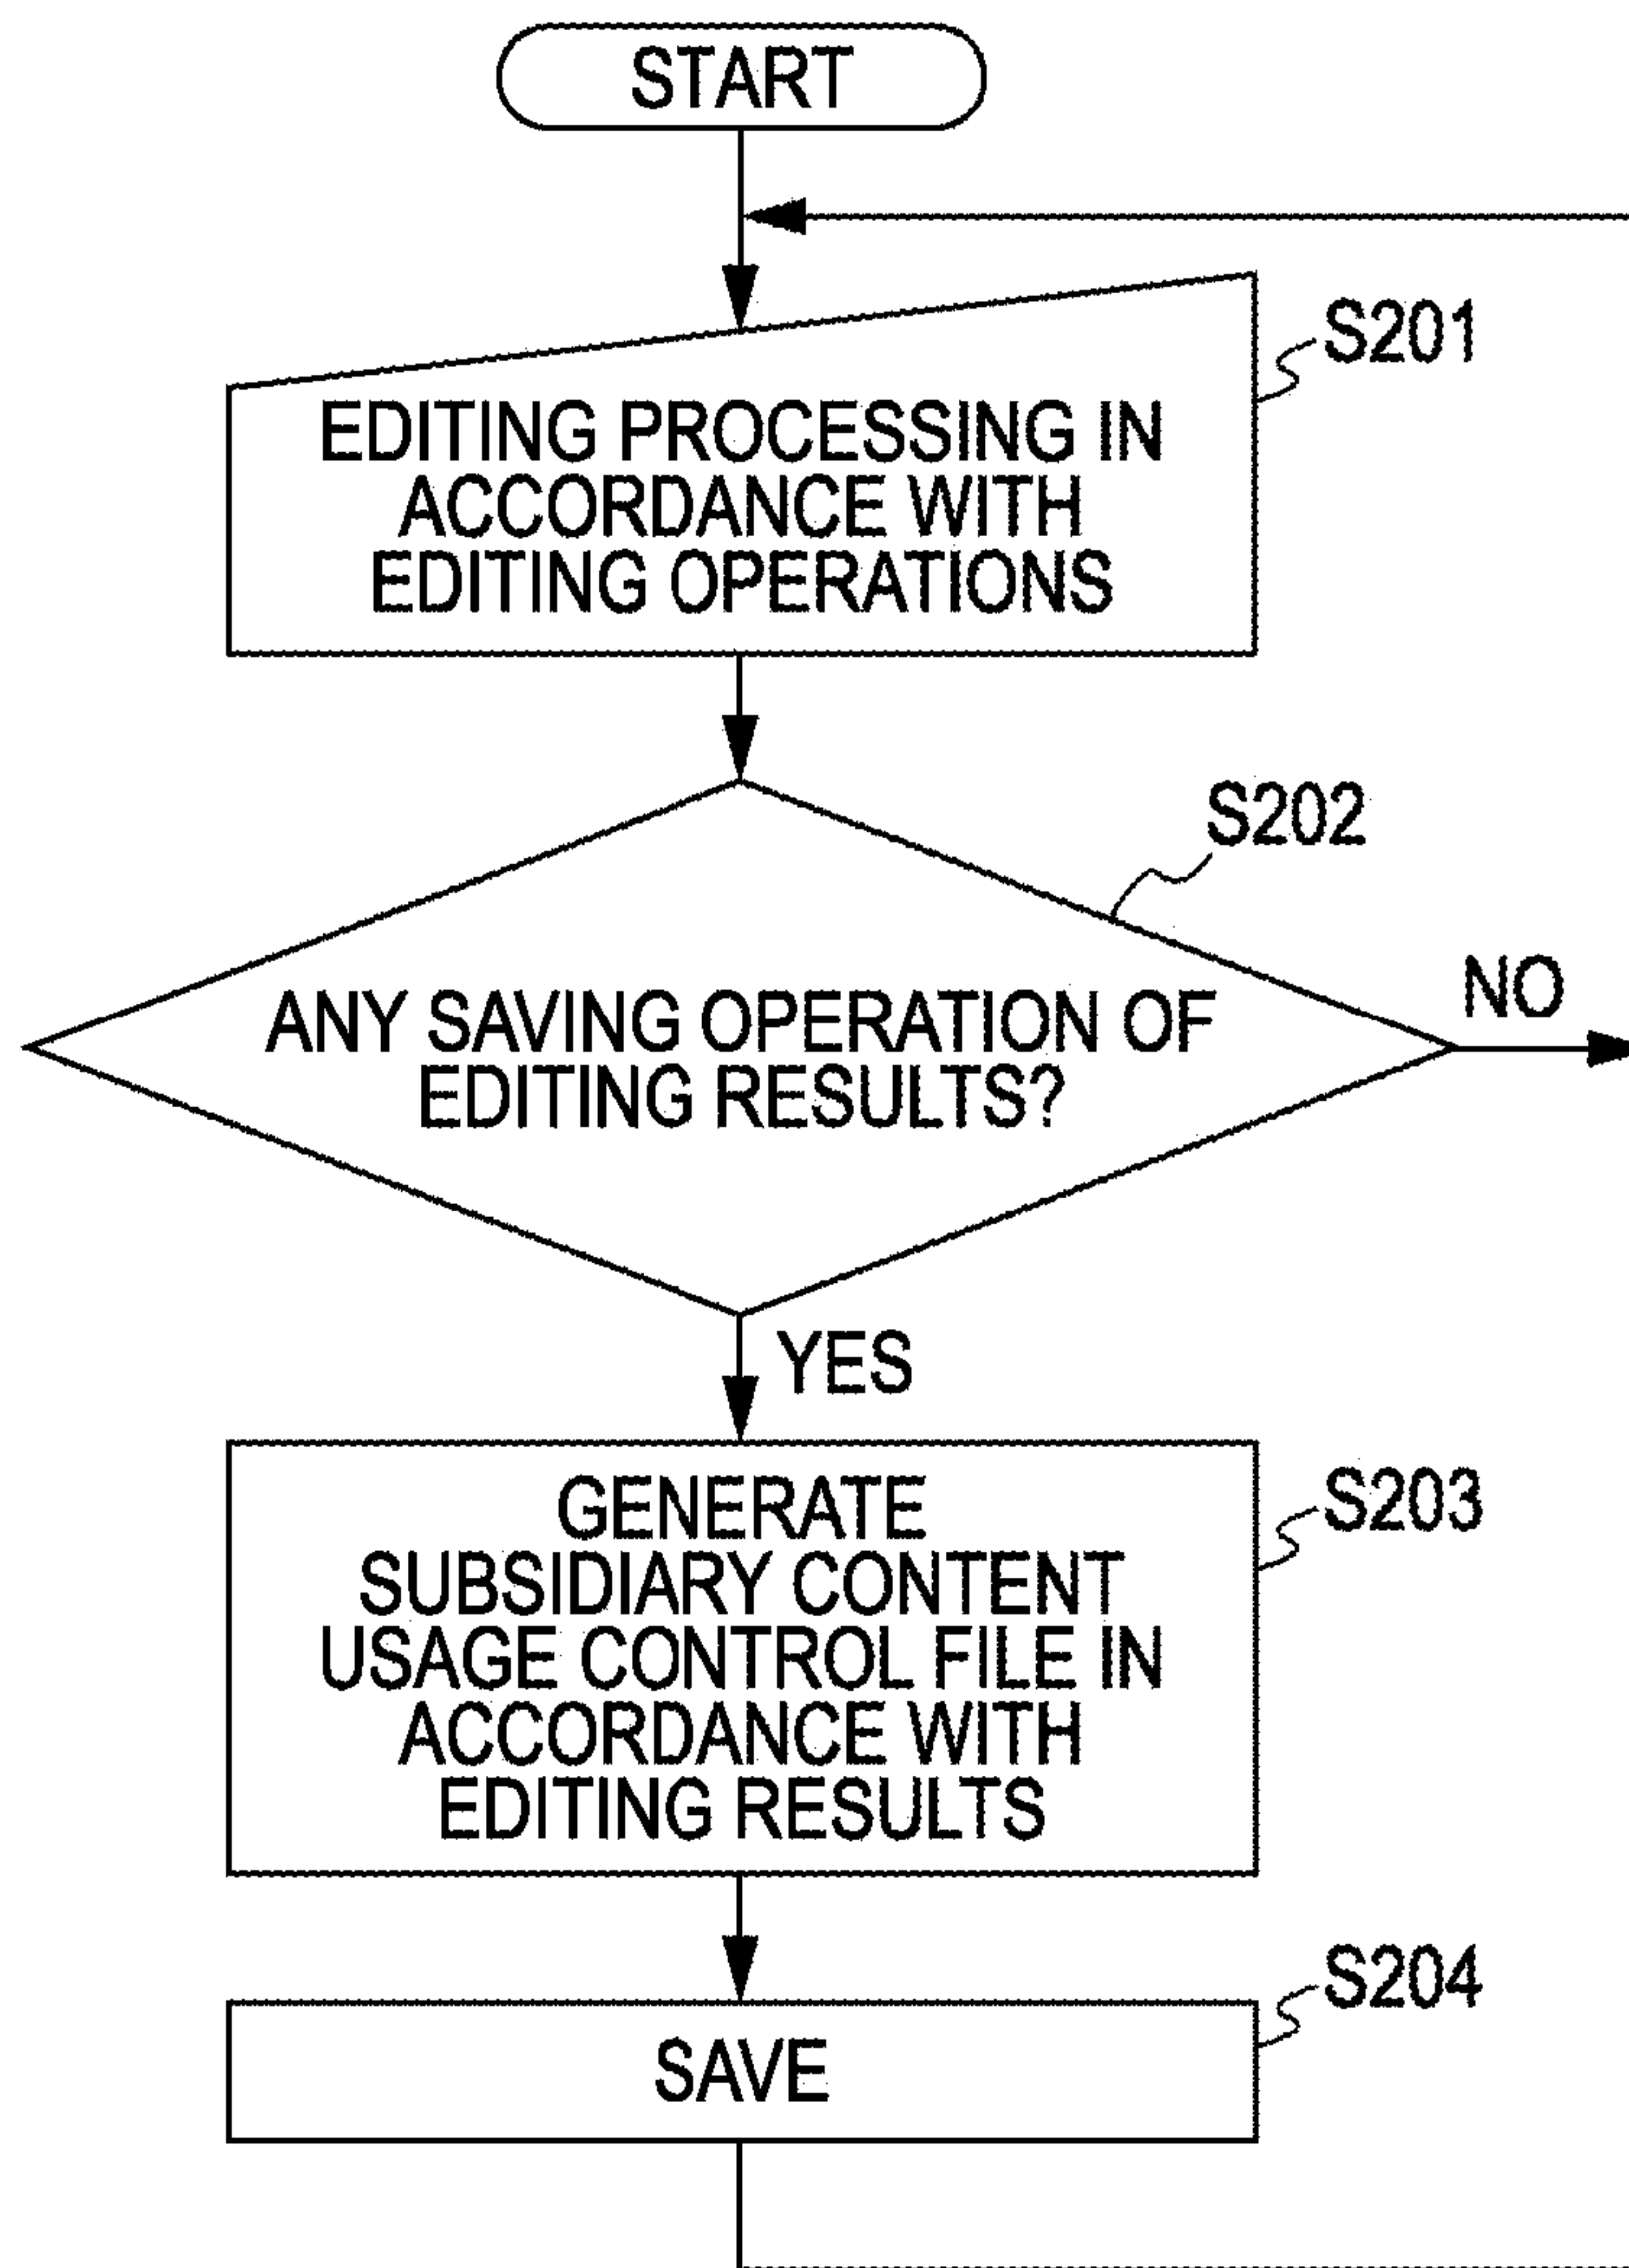 START
S201
EDITING PROCESSING IN
ACCORDANCE WITH
EDITING OPERATIONS
S202
NO
ANY SAVING OPERATION OF
EDITING RESULTS?
YES
GENERATE
S203
SUBSIDIARY CONTENT
USAGE CONTROL FILE IN
ACCORDANCE WITH
EDITING RESULTS
S204
SAVE